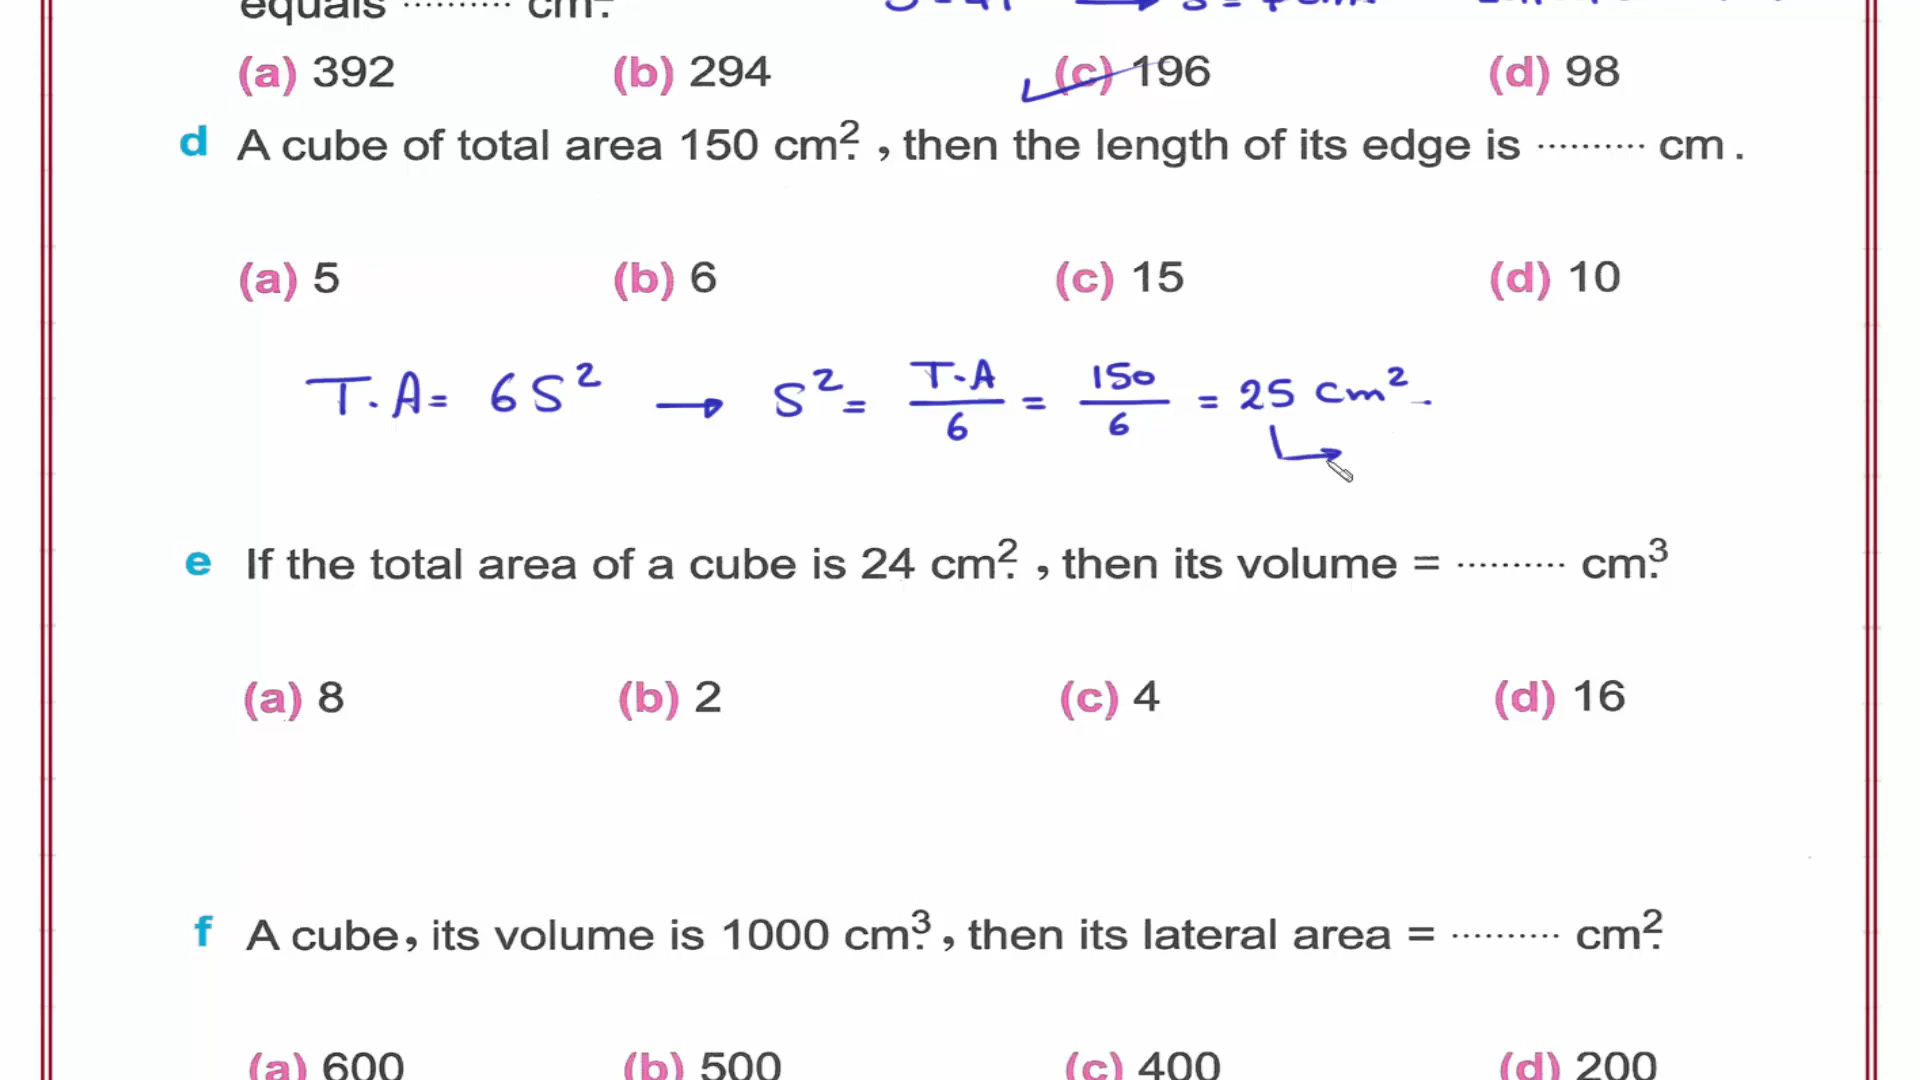 equals ·········· cm².
(a) 392 (b) 294 (c) 196 (d) 98
d A cube of total area 150 cm²., then the length of its edge is ·········· cm.
(a) 5 (b) 6 (c) 15 (d) 10
T.A = 6S² → S² = T.A/6 = 150/6 = 25 cm².
e If the total area of a cube is 24 cm²., then its volume = ·········· cm³.
(a) 8 (b) 2 (c) 4 (d) 16
f A cube, its volume is 1000 cm³., then its lateral area = ·········· cm².
(a) 600 (b) 500 (c) 400 (d) 200